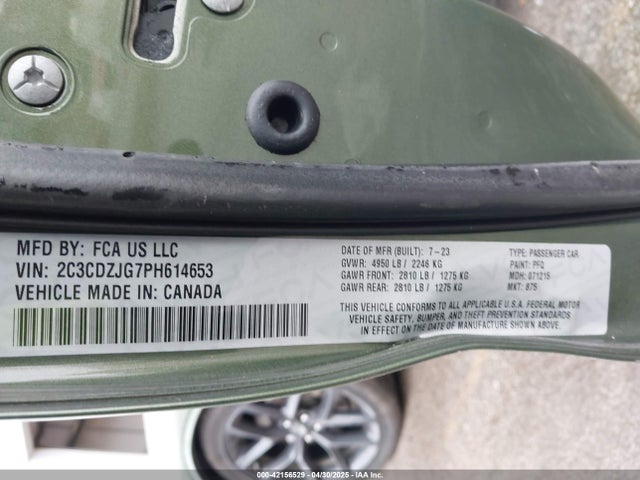 MFD BY: FCA US LLC
VIN: 2C3CDZJG7PH614653
VEHICLE MADE IN: CANADA
DATE OF MFR (BUILT): 7-23
GVWR: 4950 LB / 2246 KG
GAWR FRONT: 2810 LB / 1275 KG
GAWR REAR: 2810 LB / 1275 KG
TYPE: PASSENGER CAR
PAINT: PFQ
MDH: 071215
MKT: 875
THIS VEHICLE CONFORMS TO ALL APPLICABLE U.S.A. FEDERAL MOTOR
VEHICLE SAFETY, BUMPER, AND THEFT PREVENTION STANDARDS
IN EFFECT ON THE DATE OF MANUFACTURE SHOWN ABOVE.
000-42156529 - 04/30/2025 - IAA Inc.